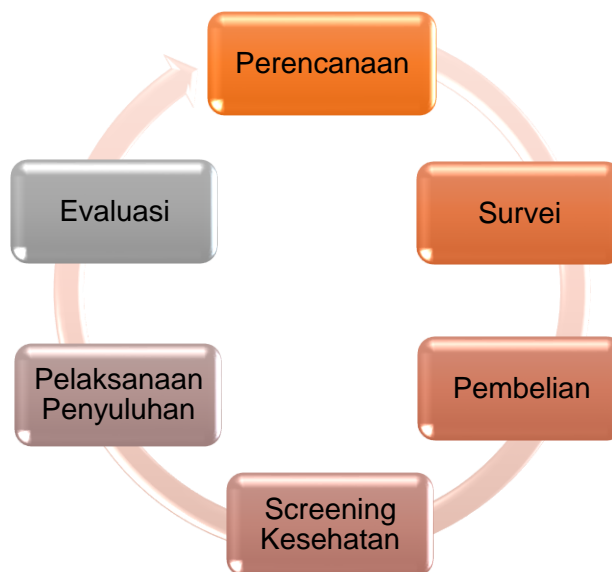 Perencanaan
Survei
Pembelian
Screening
Kesehatan
Pelaksanaan
Penyuluhan
Evaluasi